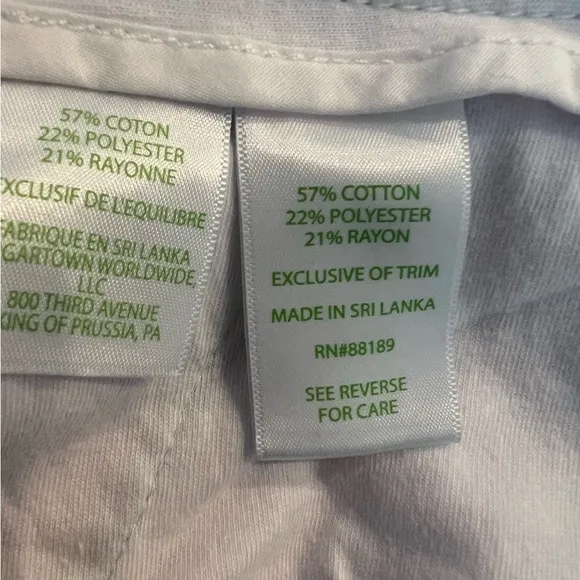 57% COTON
22% POLYESTER
21% RAYONNE
EXCLUSIF DE L'EQUILIBRE
FABRIQUE EN SRI LANKA
GARTOWN WORLDWIDE,
LLC
800 THIRD AVENUE
KING OF PRUSSIA, PA
57% COTTON
22% POLYESTER
21% RAYON
EXCLUSIVE OF TRIM
MADE IN SRI LANKA
RN#88189
SEE REVERSE
FOR CARE